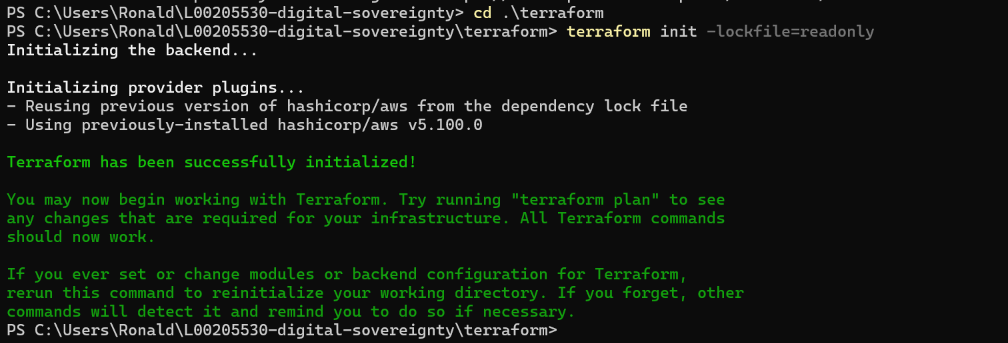 PS C:\Users\Ronald\L00205530-digital-sovereignty> cd .\terraform
PS C:\Users\Ronald\L00205530-digital-sovereignty\terraform> terraform init -lockfile=readonly
Initializing the backend...
Initializing provider plugins...
- Reusing previous version of hashicorp/aws from the dependency lock file
- Using previously-installed hashicorp/aws v5.100.0
Terraform has been successfully initialized!
You may now begin working with Terraform. Try running "terraform plan" to see
any changes that are required for your infrastructure. All Terraform commands
should now work.
If you ever set or change modules or backend configuration for Terraform,
rerun this command to reinitialize your working directory. If you forget, other
commands will detect it and remind you to do so if necessary.
PS C:\Users\Ronald\L00205530-digital-sovereignty\terraform>